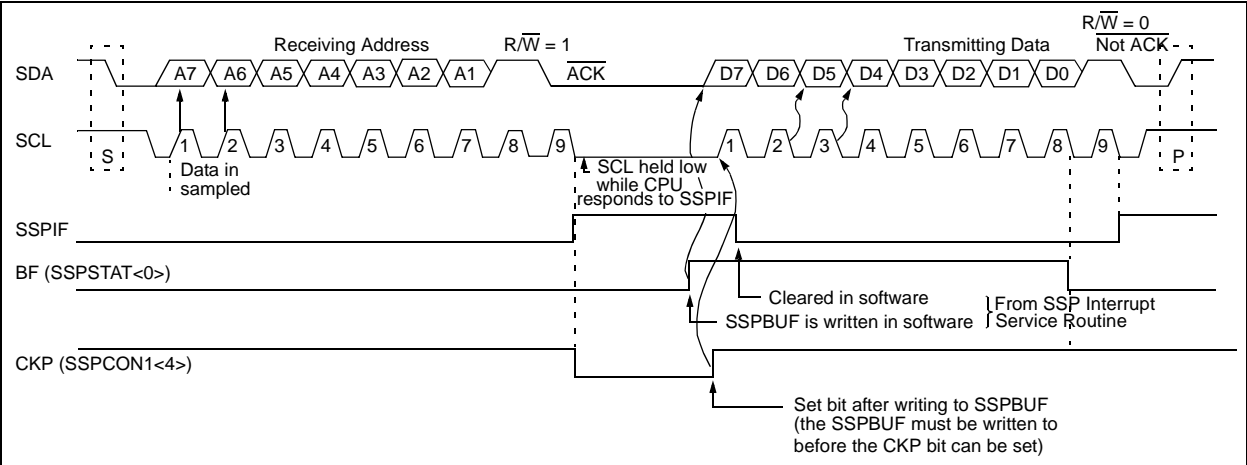 R/W = 0
Receiving Address
R/W = 1
Transmitting Data
Not ACK
SDA
A7 A6 A5 A4 A3 A2 A1
ACK
D7 D6 D5 D4 D3 D2 D1 D0
SCL
S
1 2 3 4 5 6 7 8 9
1 2 3 4 5 6 7 8 9
P
Data in
sampled
SCL held low
while CPU
responds to SSPIF
SSPIF
BF (SSPSTAT<0>)
Cleared in software
SSPBUF is written in software
From SSP Interrupt
Service Routine
CKP (SSPCON1<4>)
Set bit after writing to SSPBUF
(the SSPBUF must be written to
before the CKP bit can be set)